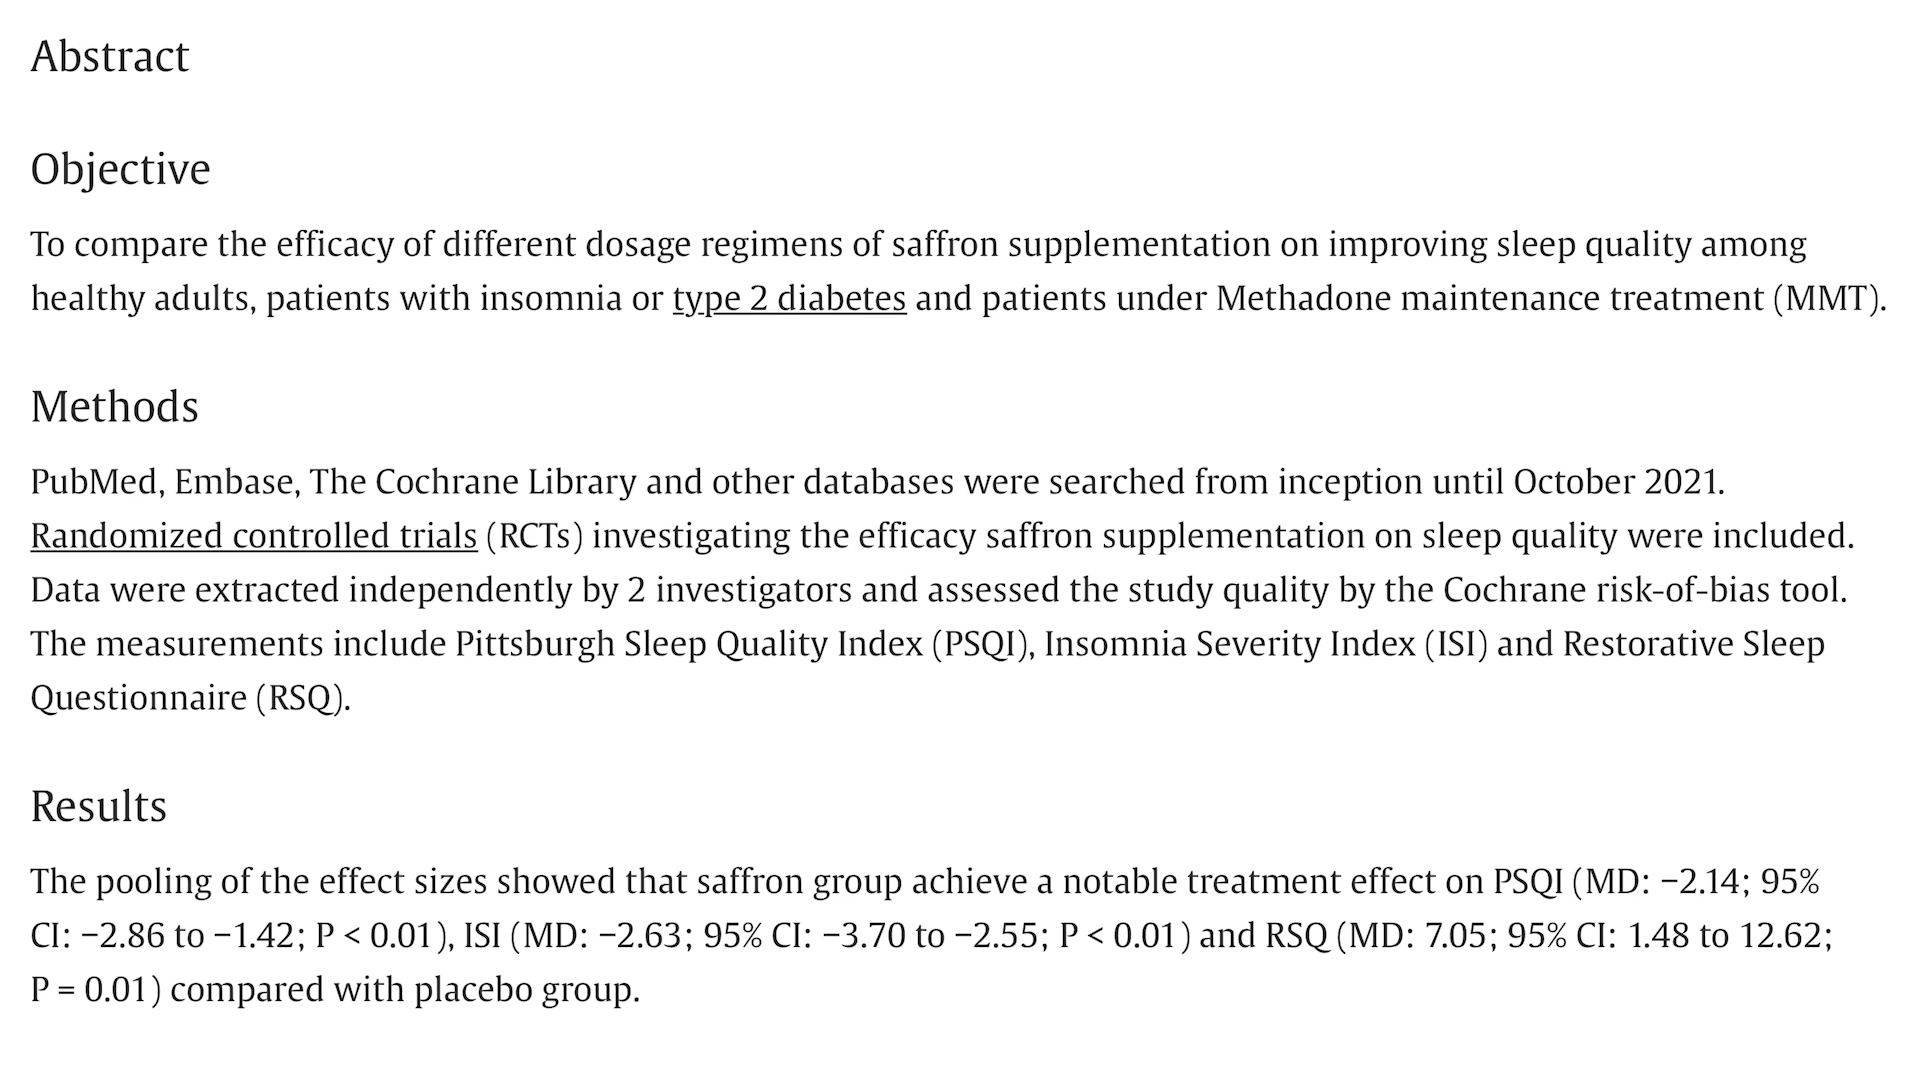 Abstract
Objective
To compare the efficacy of different dosage regimens of saffron supplementation on improving sleep quality among
healthy adults, patients with insomnia or type 2 diabetes and patients under Methadone maintenance treatment (MMT).
Methods
PubMed, Embase, The Cochrane Library and other databases were searched from inception until October 2021.
Randomized controlled trials (RCTs) investigating the efficacy saffron supplementation on sleep quality were included.
Data were extracted independently by 2 investigators and assessed the study quality by the Cochrane risk-of-bias tool.
The measurements include Pittsburgh Sleep Quality Index (PSQI), Insomnia Severity Index (ISI) and Restorative Sleep
Questionnaire (RSQ).
Results
The pooling of the effect sizes showed that saffron group achieve a notable treatment effect on PSQI (MD: −2.14; 95%
CI: −2.86 to −1.42; P < 0.01), ISI (MD: −2.63; 95% CI: −3.70 to −2.55; P < 0.01) and RSQ (MD: 7.05; 95% CI: 1.48 to 12.62;
P = 0.01) compared with placebo group.